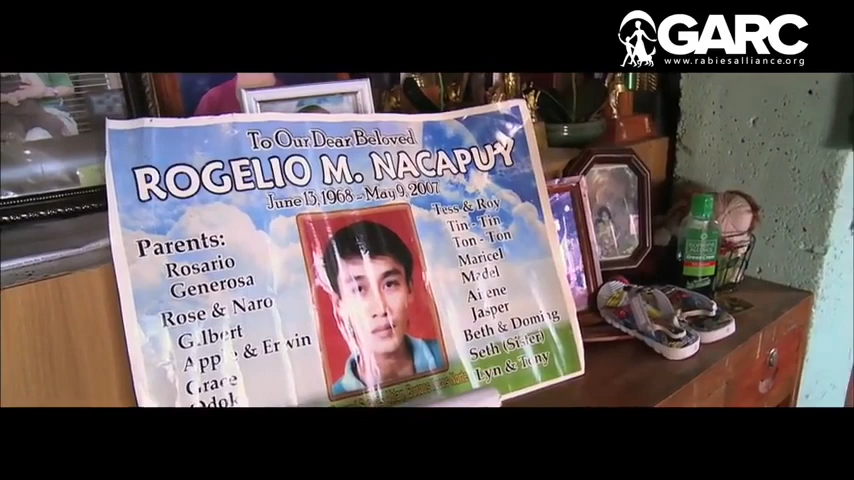 GARC
www.rabiesalliance.org
To Our Dear Beloved
ROGELIO M. NACAPUY
June 13, 1968 - May 9, 2007
Parents:
Rosario
Generosa
Rose & Naro
Gilbert
Apple & Erwin
Grace
Odok
Tess & Roy
Tin - Tin
Ton - Ton
Maricel
Madel
Ailene
Jasper
Beth & Doming
Seth (Sister)
Lyn & Tony